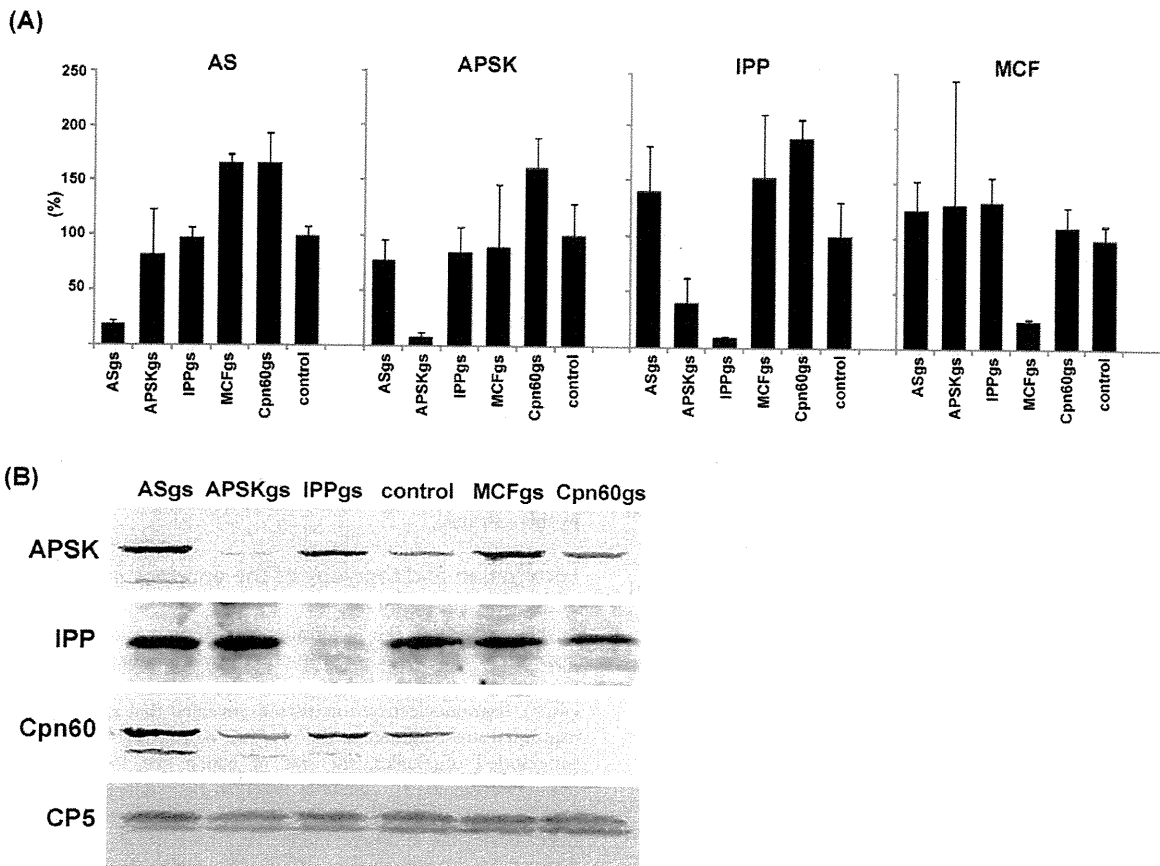 (A)
AS APSK IPP MCF
250
200
150
100
50
(%)
ASgs APSKgs IPPgs MCFgs Cpn60gs control
ASgs APSKgs IPPgs MCFgs Cpn60gs control
ASgs APSKgs IPPgs MCFgs Cpn60gs control
ASgs APSKgs IPPgs MCFgs Cpn60gs control
(B)
ASgs APSKgs IPPgs control MCFgs Cpn60gs
APSK
IPP
Cpn60
CP5